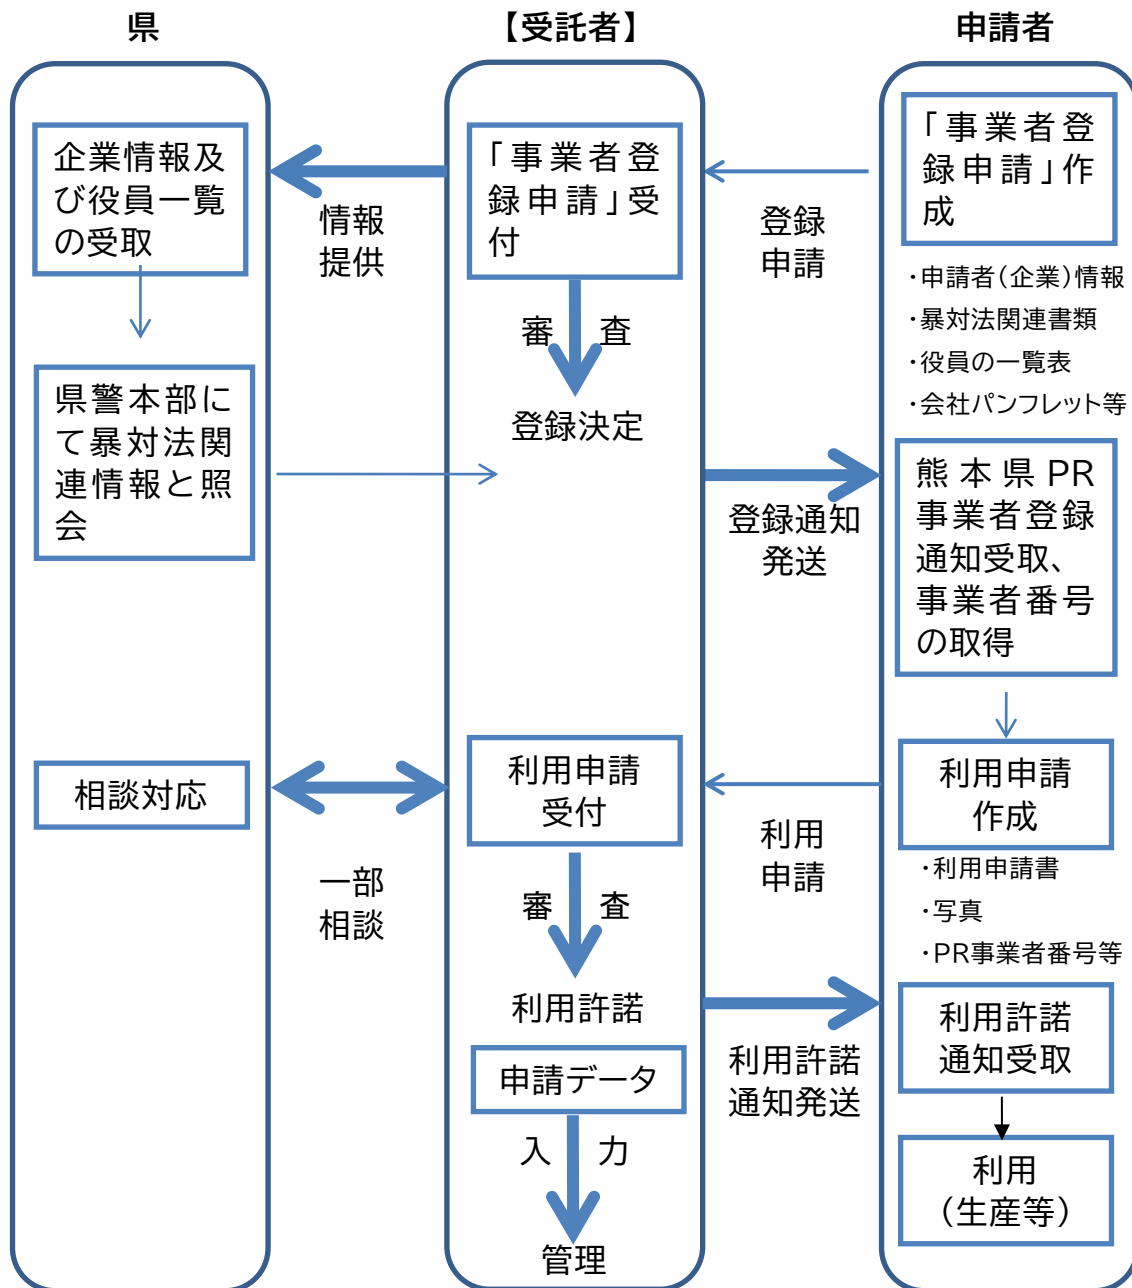 県
【受託者】
申請者
企業情報及
び役員一覧
の受取
情報
提供
「事業者登
録申請」受
付
登録
申請
「事業者登
録申請」作
成
・申請者（企業）情報
・暴対法関連書類
・役員の一覧表
・会社パンフレット等
審 査
登録決定
県警本部に
て暴対法関
連情報と照
会
登録通知
発送
熊本県PR
事業者登録
通知受取、
事業者番号
の取得
相談対応
一部
相談
利用申請
受付
利用
申請
利用申請
作成
・利用申請書
・写真
・PR事業者番号等
審 査
利用許諾
申請データ
利用許諾
通知発送
利用許諾
通知受取
入 力
管理
利用
（生産等）